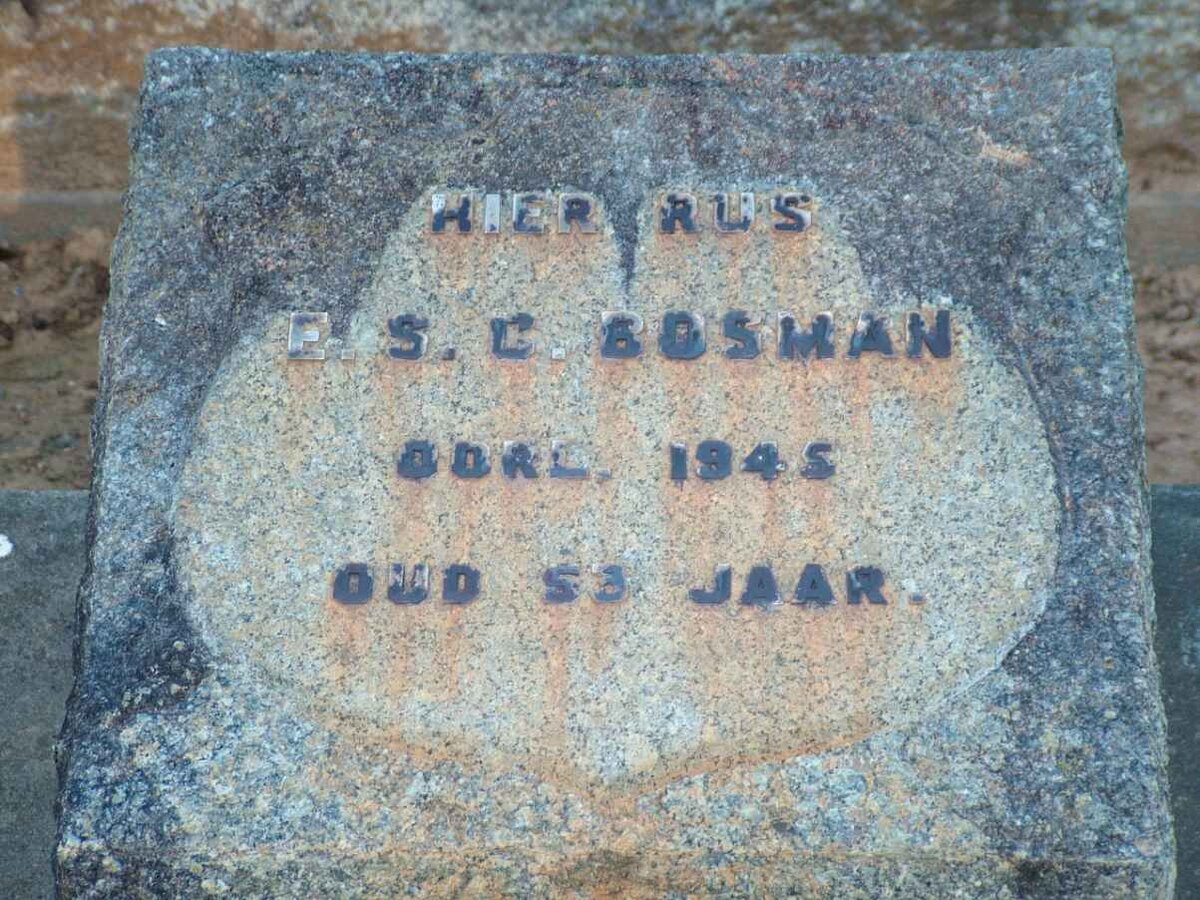 HIER RUS
E. S. C. BOSMAN
OORL. 1945
OUD 53 JAAR.